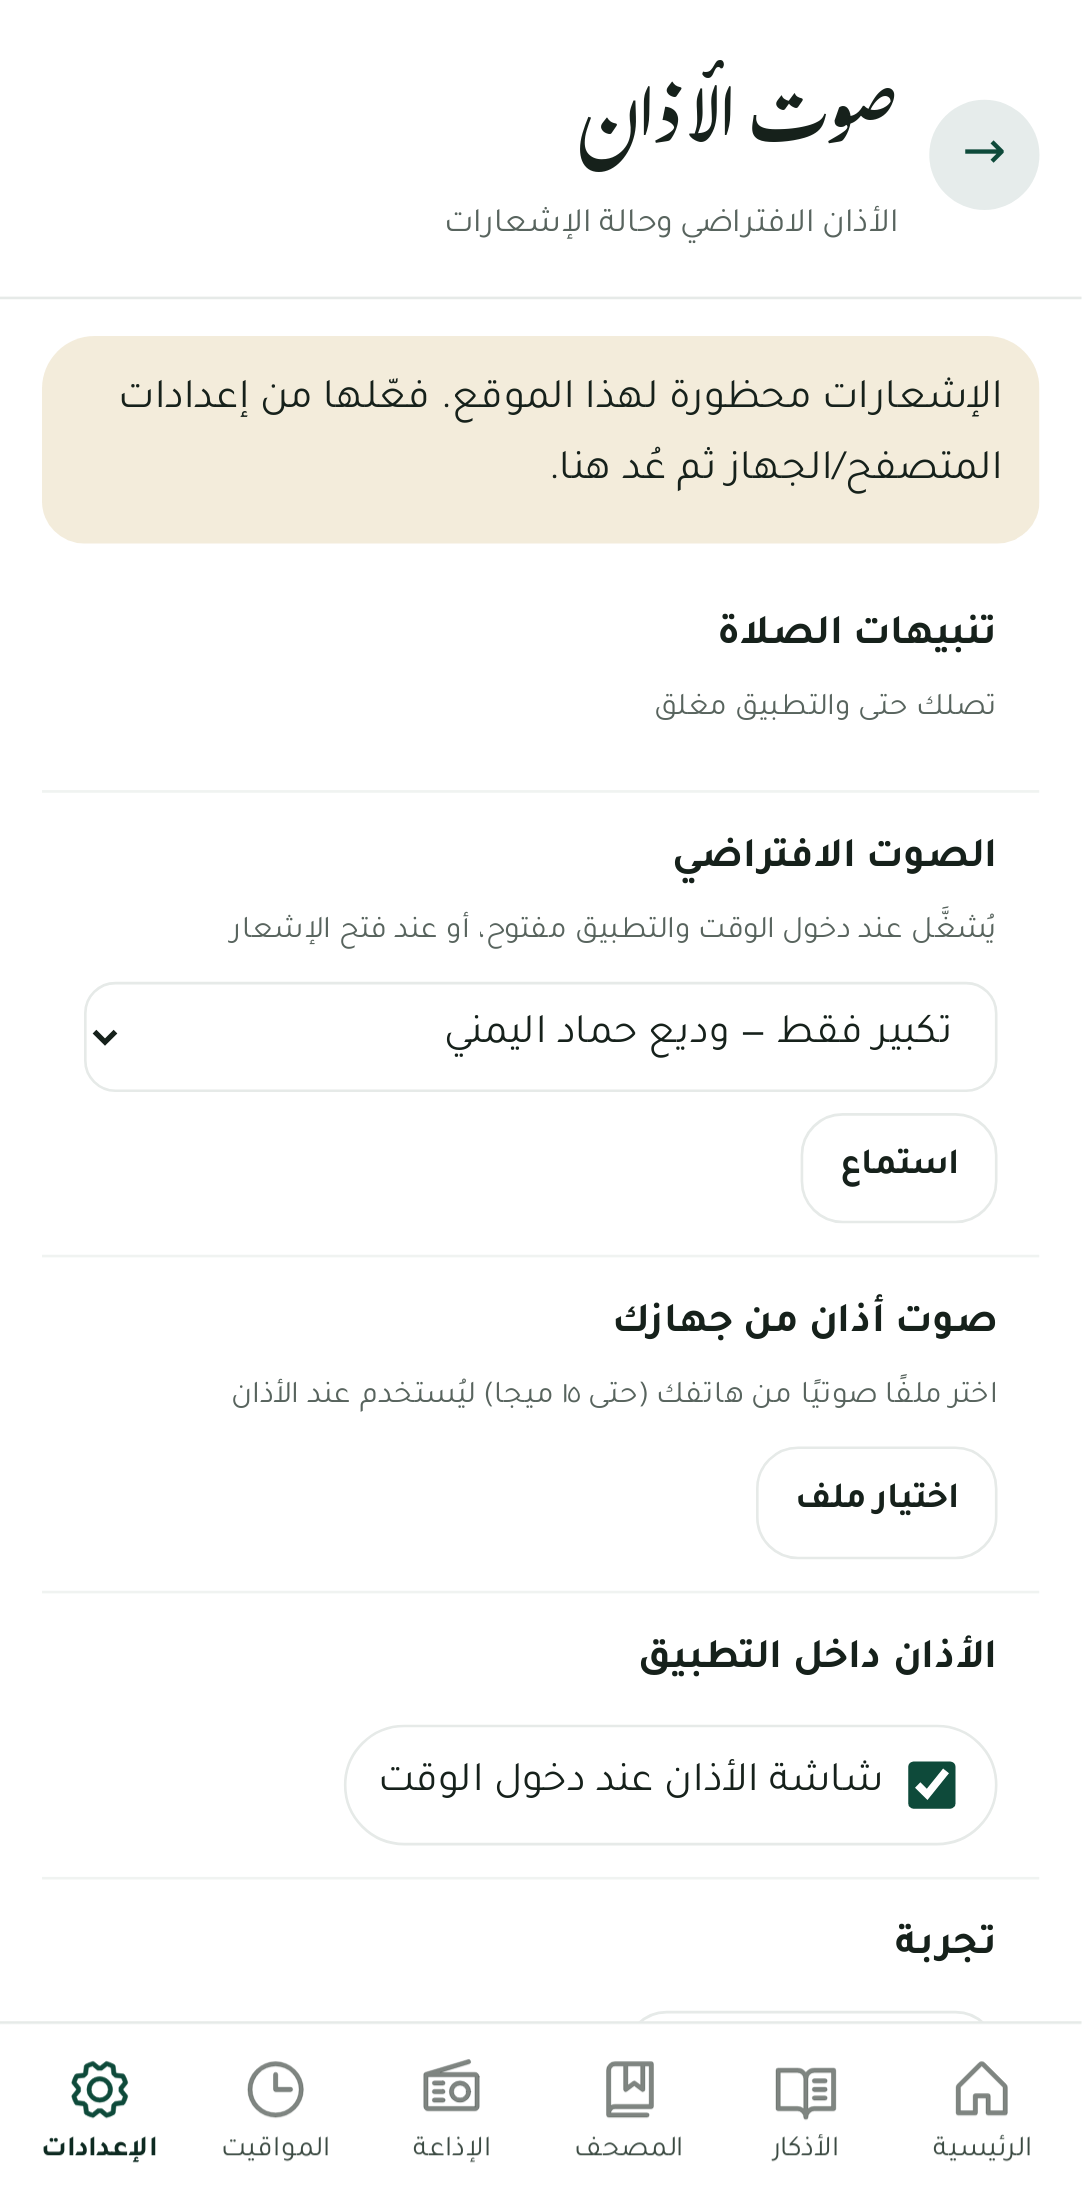 صوت الأذان
الأذان الافتراضي وحالة الإشعارات
الإشعارات محظورة لهذا الموقع. فعّلها من إعدادات
المتصفح/الجهاز ثم عُد هنا.
تنبيهات الصلاة
تصلك حتى والتطبيق مغلق
الصوت الافتراضي
يُشغَّل عند دخول الوقت والتطبيق مفتوح، أو عند فتح الإشعار
تكبير فقط – وديع حماد اليمني
استماع
صوت أذان من جهازك
اختر ملفًا صوتيًا من هاتفك (حتى ١٥ ميجا) ليُستخدم عند الأذان
اختيار ملف
الأذان داخل التطبيق
شاشة الأذان عند دخول الوقت
تجربة
الرئيسية
الأذكار
المصحف
الإذاعة
المواقيت
الإعدادات